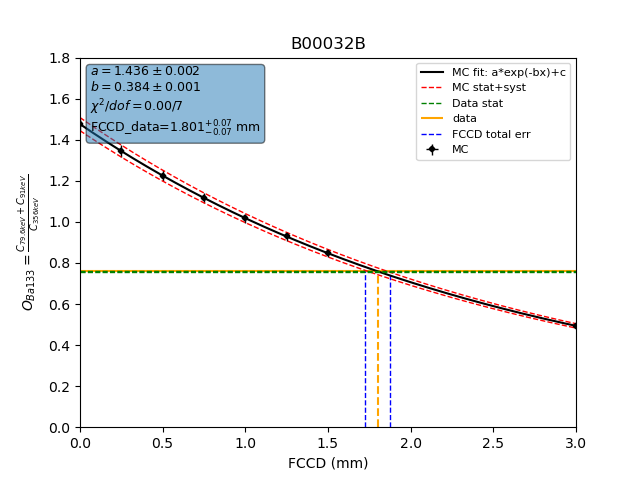 B00032B
a = 1.436 ± 0.002
b = 0.384 ± 0.001
χ²/dof = 0.00/7
FCCD_data=1.801 +0.07 −0.07 mm
MC fit: a*exp(-bx)+c
MC stat+syst
Data stat
data
FCCD total err
MC
O_Ba133 = (C_79.6keV + C_91keV) / C_356keV
1.8
1.6
1.4
1.2
1.0
0.8
0.6
0.4
0.2
0.0
0.0 0.5 1.0 1.5 2.0 2.5 3.0
FCCD (mm)